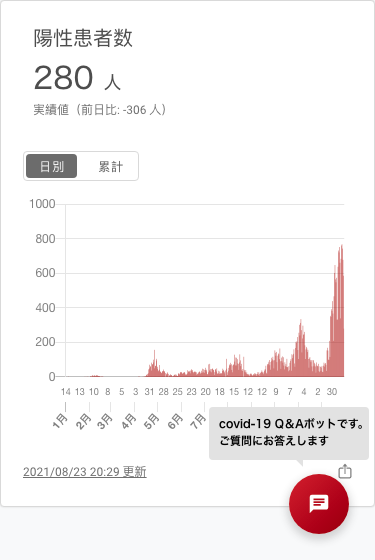 陽性患者数
280 人
実績値（前日比: -306 人）
日別 累計
1000
800
600
400
200
0
14 13 10 8 5 3 31 28 25 23 20 18 15 12 12 9 7 4 2 30
1月 2月 3月 4月 5月 6月 7月
covid-19 Q&Aボットです。
ご質問にお答えします
2021/08/23 20:29 更新